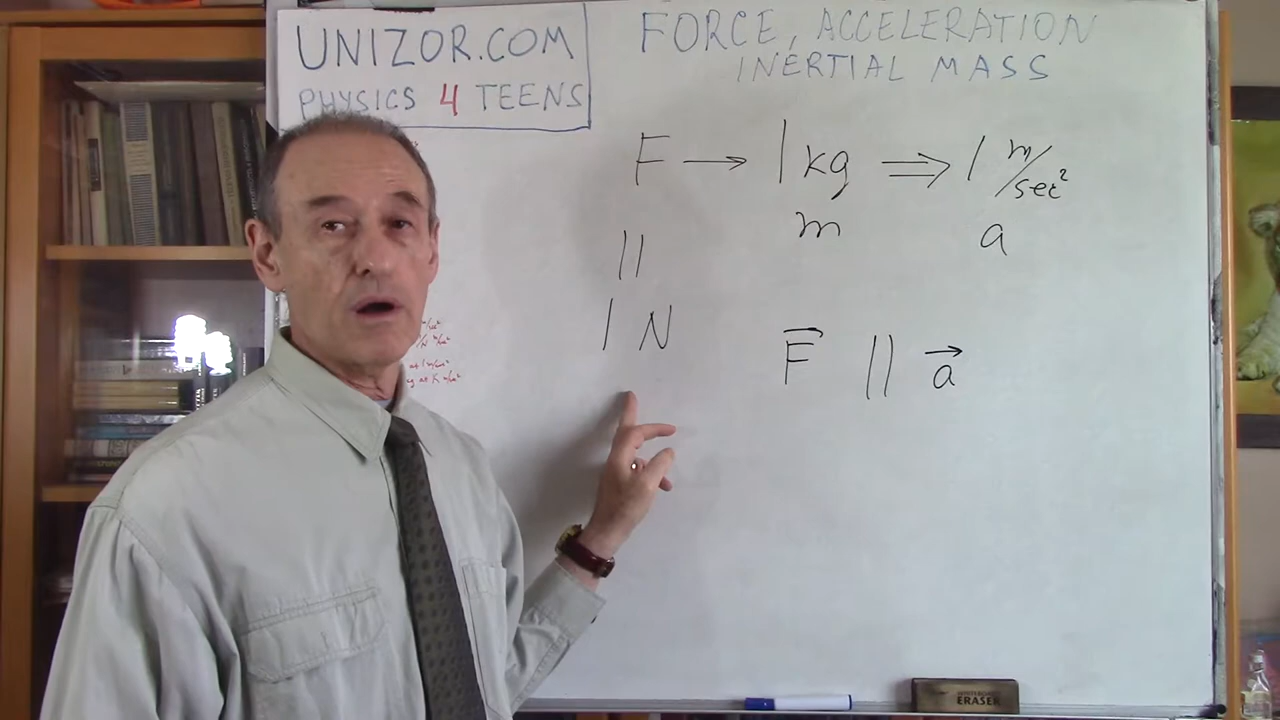 UNIZOR.COM
PHYSICS 4 TEENS
FORCE, ACCELERATION
INERTIAL MASS
F → 1 kg ⇒ 1 m/sec²
m a
||
1 N
F⃗ || a⃗
ERASER